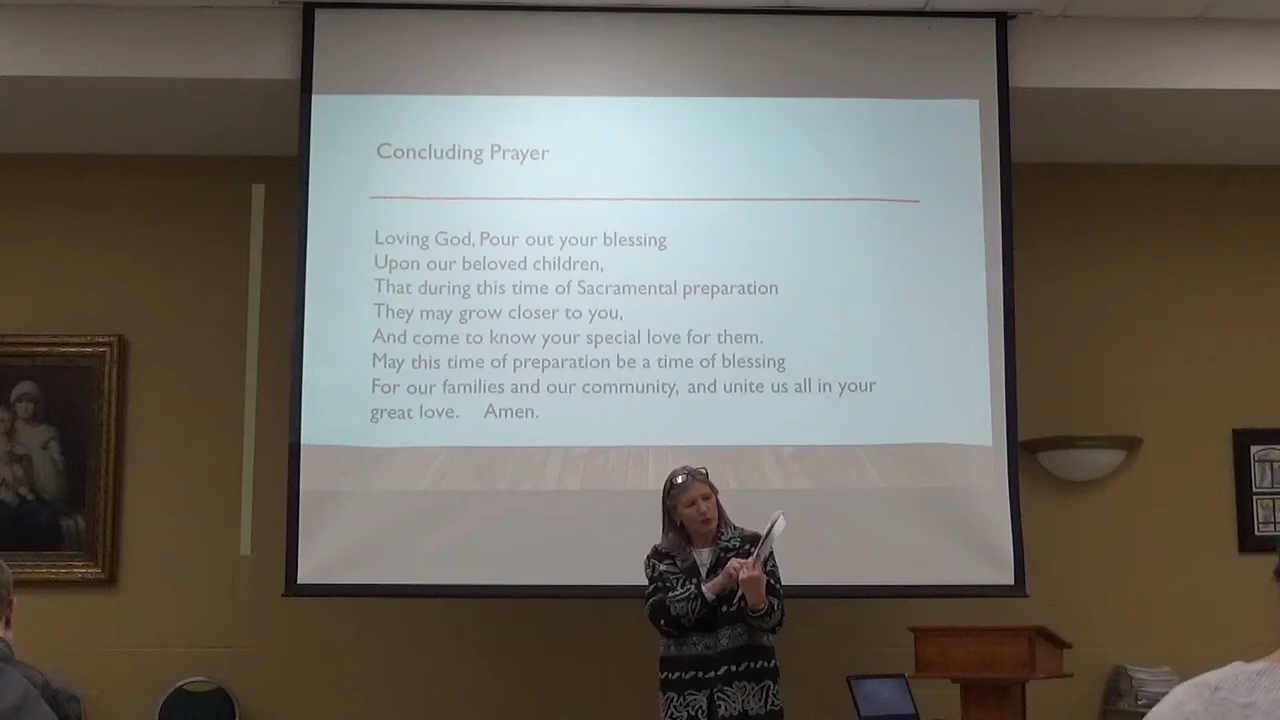 Concluding Prayer
Loving God, Pour out your blessing
Upon our beloved children,
That during this time of Sacramental preparation
They may grow closer to you,
And come to know your special love for them.
May this time of preparation be a time of blessing
For our families and our community, and unite us all in your
great love. Amen.